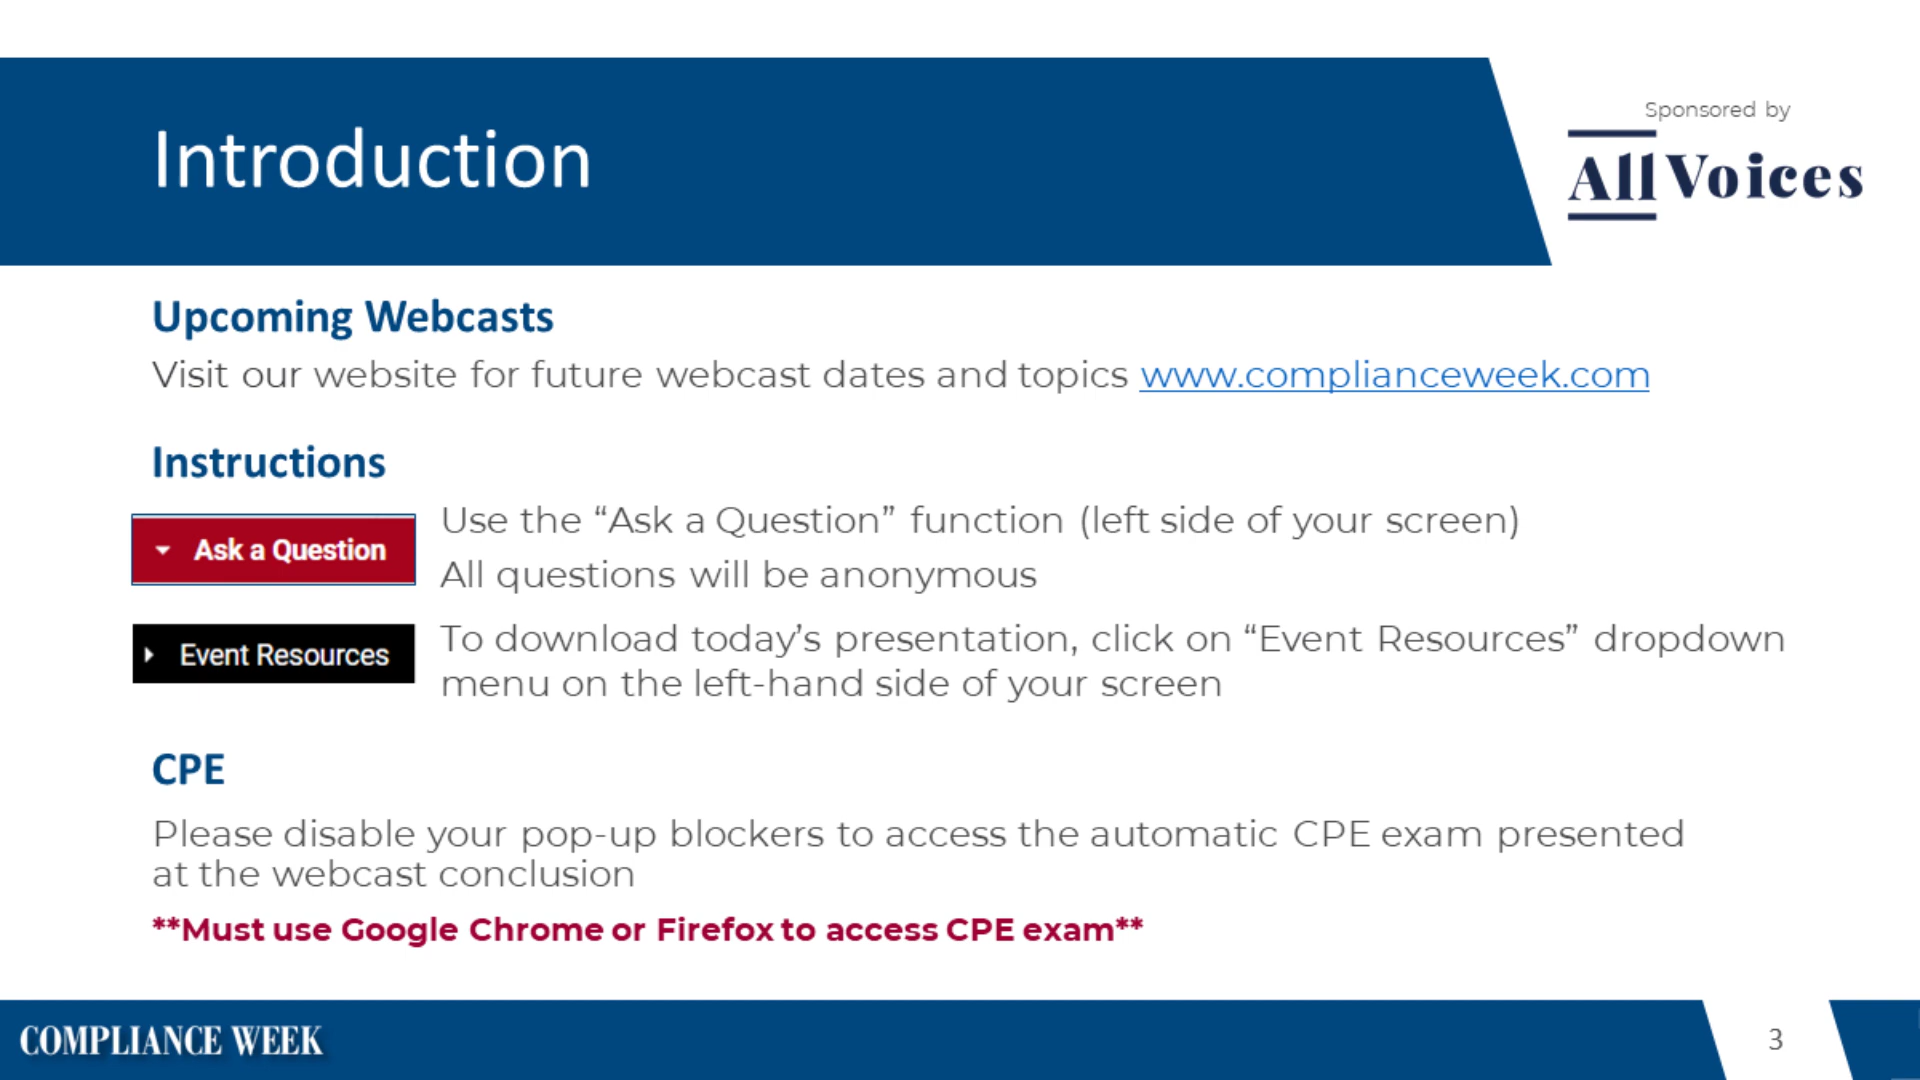 Introduction
Sponsored by
AllVoices
Upcoming Webcasts
Visit our website for future webcast dates and topics www.complianceweek.com
Instructions
Ask a Question
Use the “Ask a Question” function (left side of your screen)
All questions will be anonymous
Event Resources
To download today’s presentation, click on “Event Resources” dropdown
menu on the left-hand side of your screen
CPE
Please disable your pop-up blockers to access the automatic CPE exam presented
at the webcast conclusion
**Must use Google Chrome or Firefox to access CPE exam**
COMPLIANCE WEEK
3